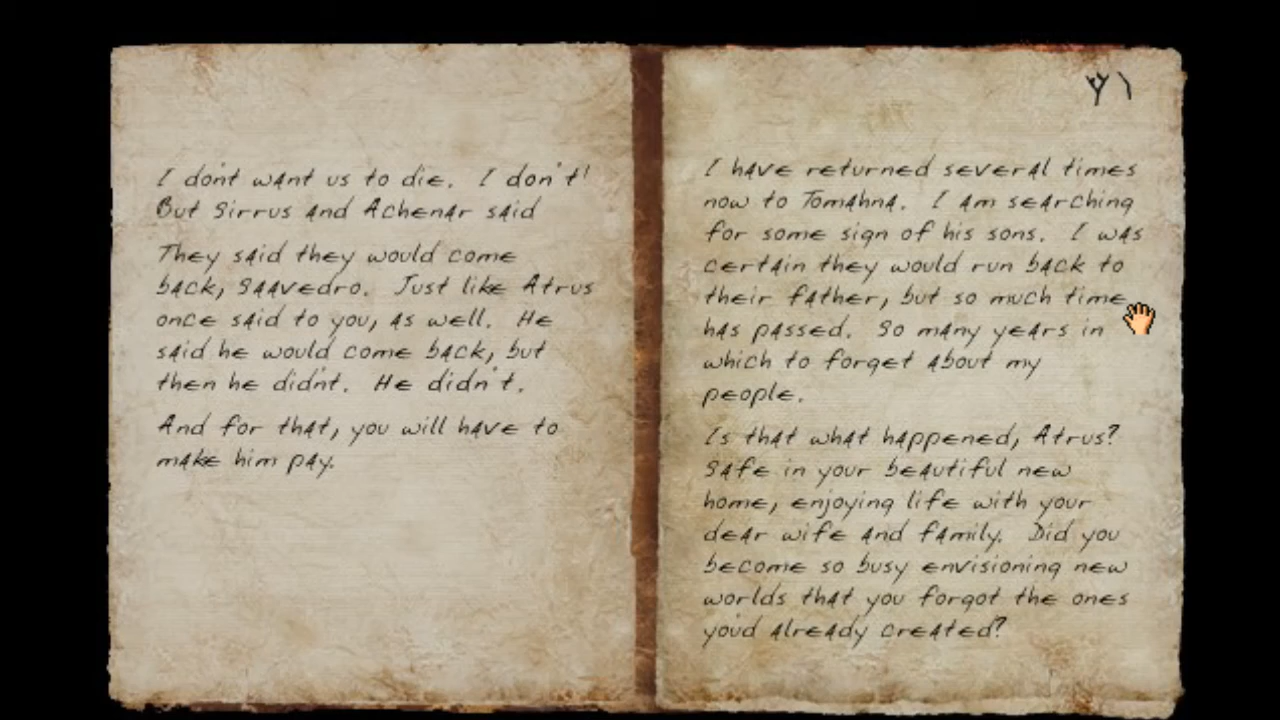 I don't want us to die. I don't!
But Sirrus and Achenar said
They said they would come
back, Saavedro. Just like Atrus
once said to you, as well. He
said he would come back, but
then he didn't. He didn't.
And for that, you will have to
make him pay.
I have returned several times
now to Tomahna. I am searching
for some sign of his sons. I was
certain they would run back to
their father, but so much time
has passed. So many years in
which to forget about my
people.
Is that what happened, Atrus?
Safe in your beautiful new
home, enjoying life with your
dear wife and family. Did you
become so busy envisioning new
worlds that you forgot the ones
you'd already created?